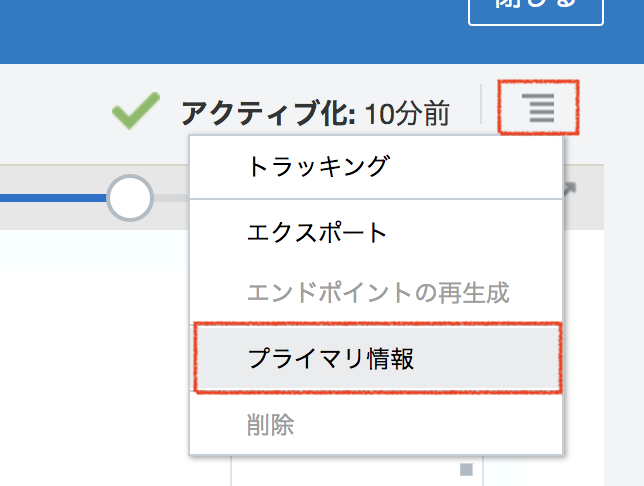 閉じる
アクティブ化: 10分前
トラッキング
エクスポート
エンドポイントの再生成
プライマリ情報
削除